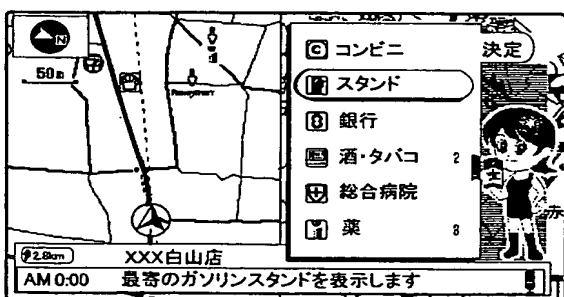 N
50m
コンビニ
決定
スタンド
銀行
酒・タバコ 2
総合病院
薬 8
2.8km
XXX白山店
AM 0:00 最寄のガソリンスタンドを表示します